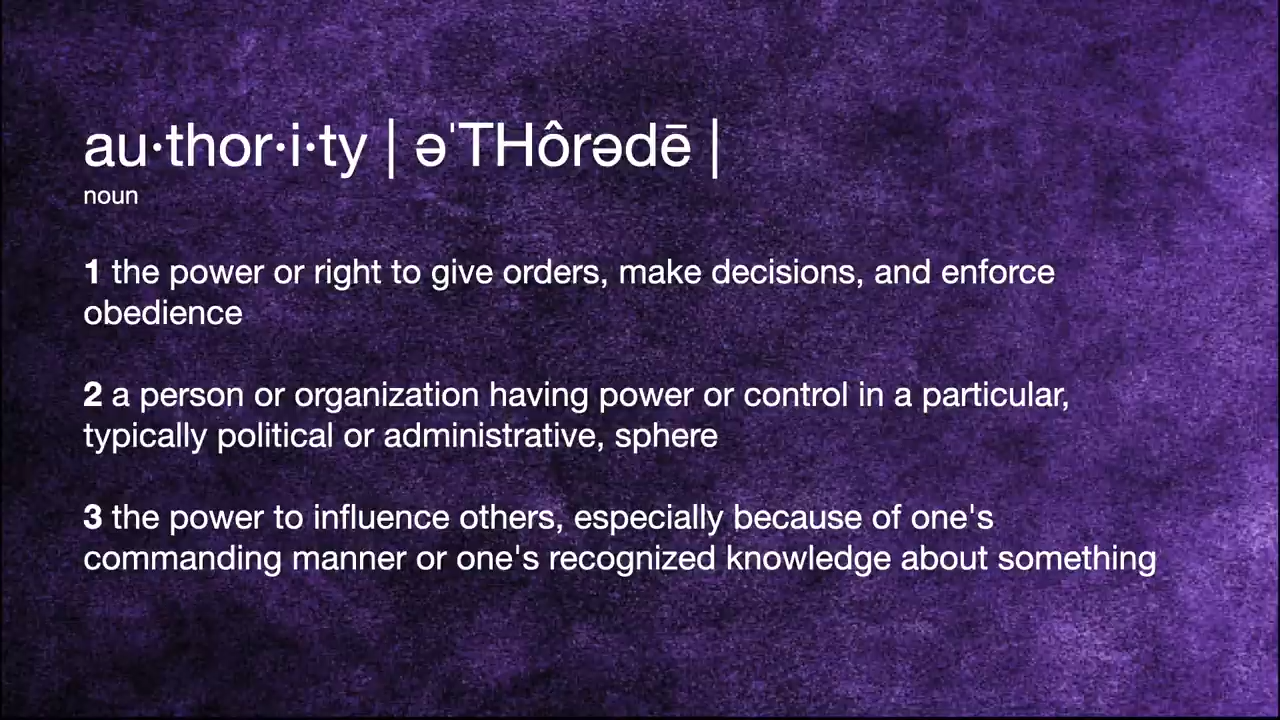 au·thor·i·ty | əˈTHôrədē |
noun
1 the power or right to give orders, make decisions, and enforce
obedience
2 a person or organization having power or control in a particular,
typically political or administrative, sphere
3 the power to influence others, especially because of one's
commanding manner or one's recognized knowledge about something